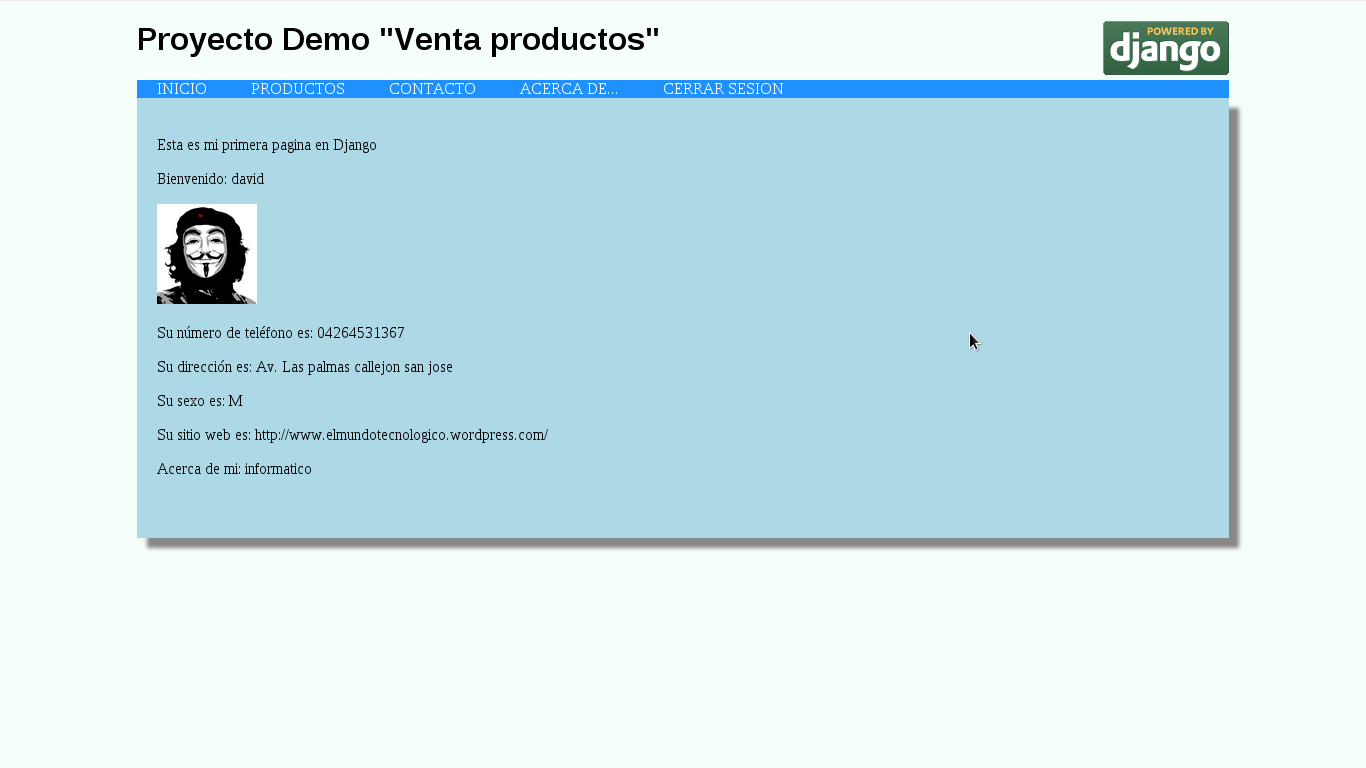 Proyecto Demo "Venta productos"
POWERED BY
django
INICIO PRODUCTOS CONTACTO ACERCA DE... CERRAR SESION
Esta es mi primera pagina en Django
Bienvenido: david
Su número de teléfono es: 04264531367
Su dirección es: Av. Las palmas callejon san jose
Su sexo es: M
Su sitio web es: http://www.elmundotecnologico.wordpress.com/
Acerca de mi: informatico